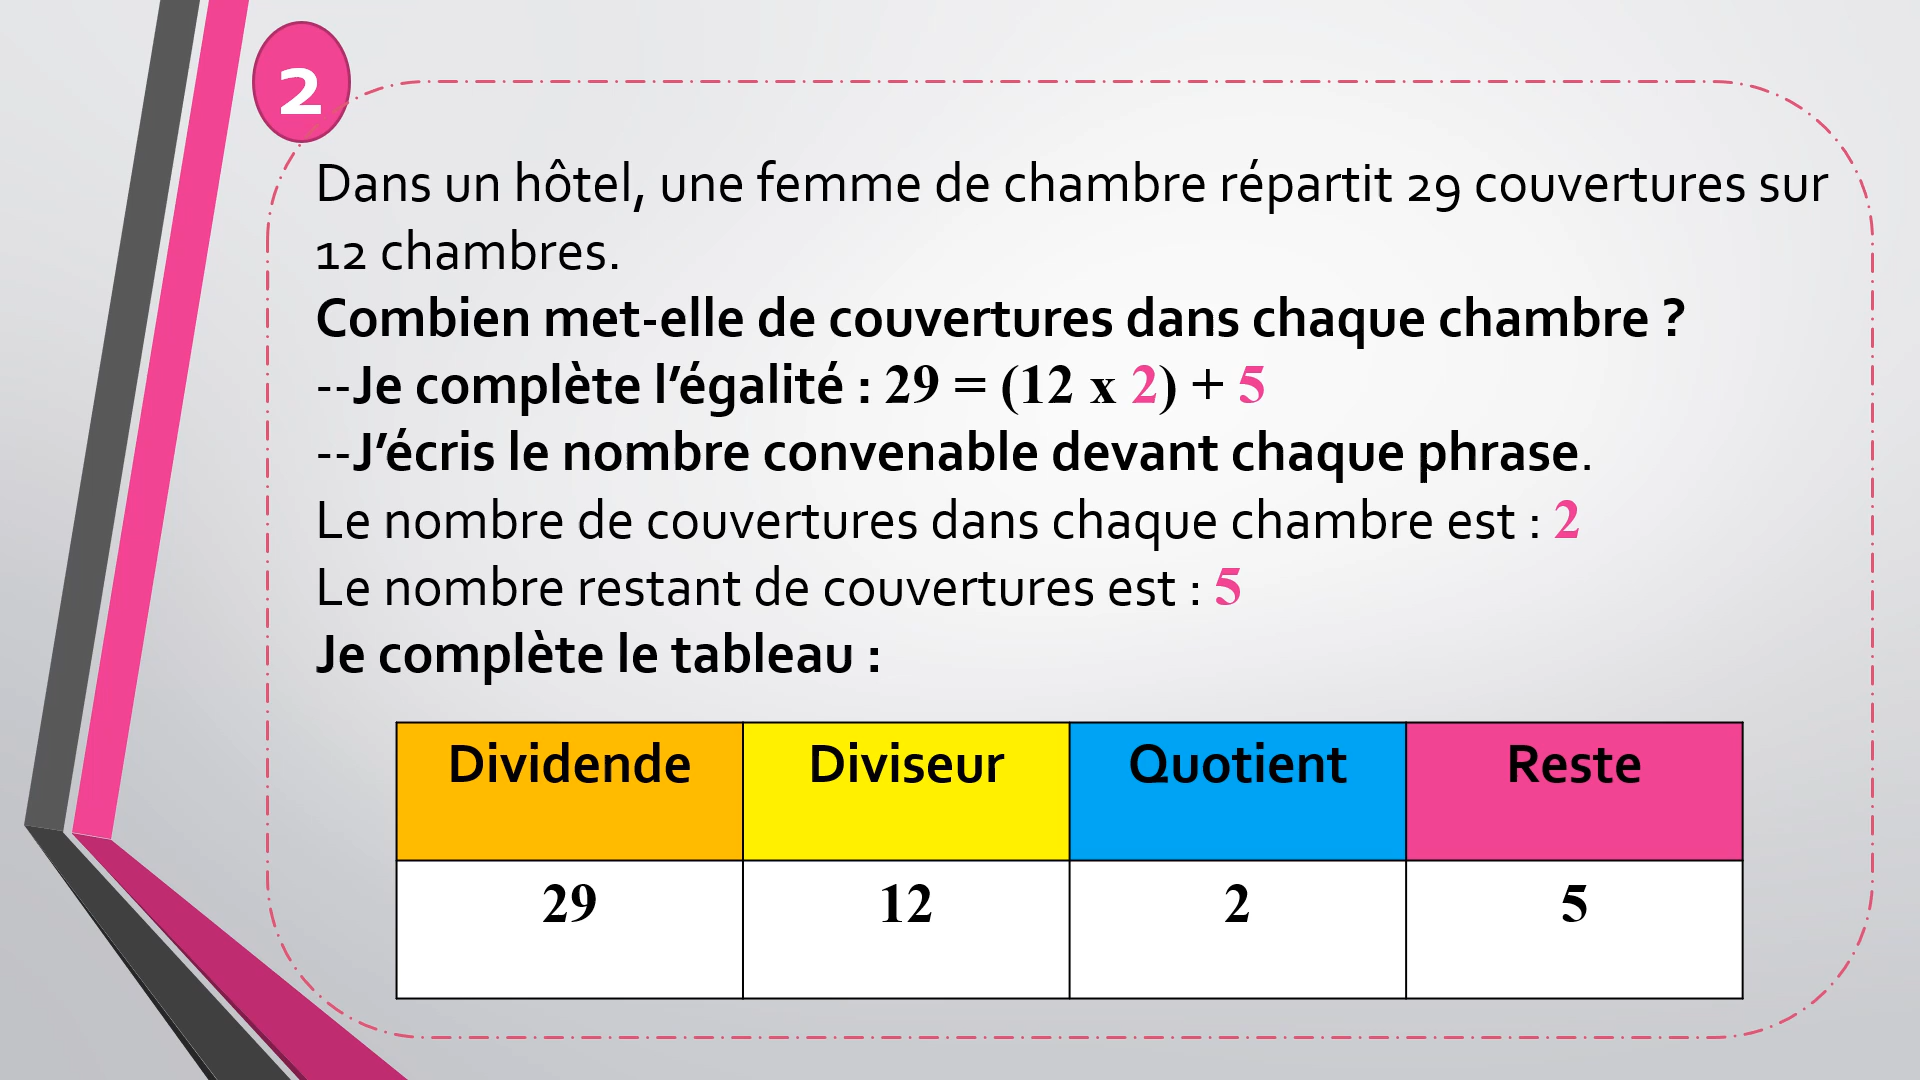 2
Dans un hôtel, une femme de chambre répartit 29 couvertures sur
12 chambres.
Combien met-elle de couvertures dans chaque chambre ?
--Je complète l’égalité : 29 = (12 x 2) + 5
--J’écris le nombre convenable devant chaque phrase.
Le nombre de couvertures dans chaque chambre est : 2
Le nombre restant de couvertures est : 5
Je complète le tableau :
Dividende Diviseur Quotient Reste
29 12 2 5